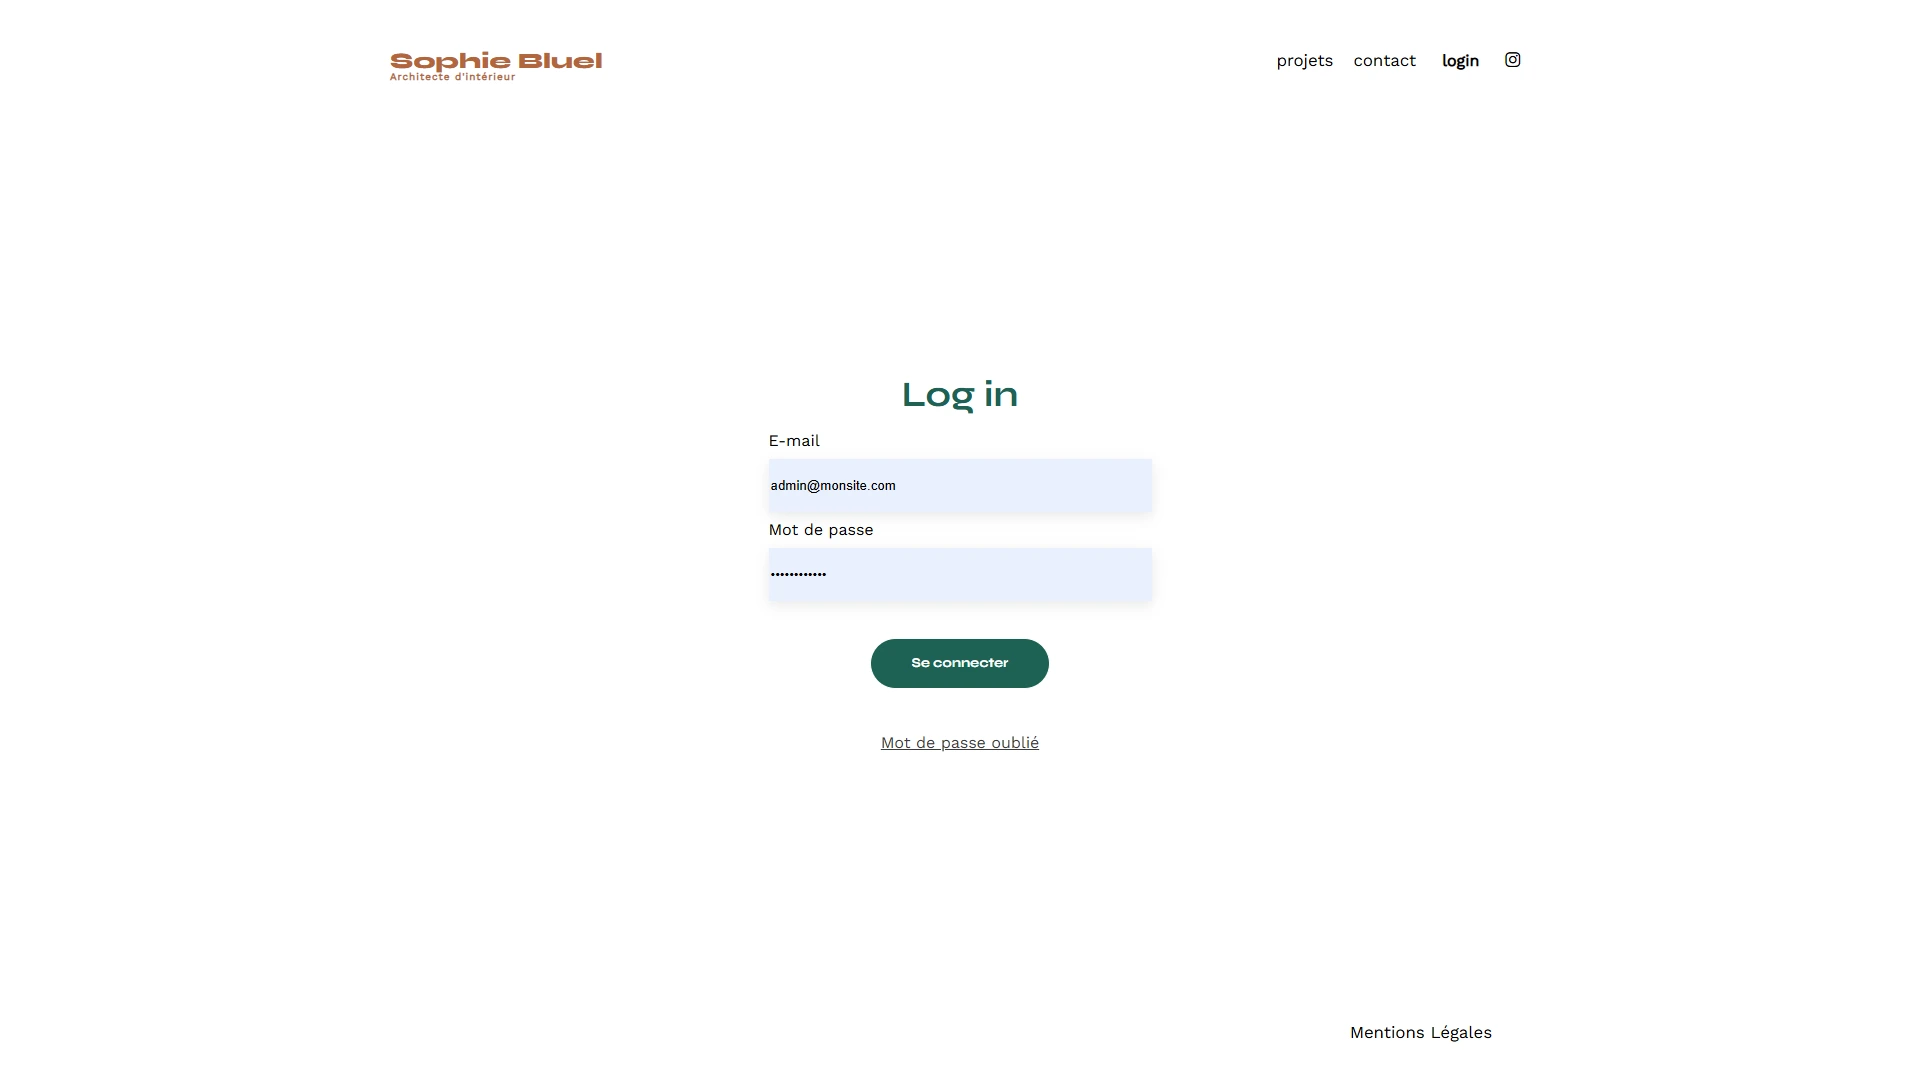 Sophie Bluel
Architecte d'intérieur
projets contact login
Log in
E-mail
admin@monsite.com
Mot de passe
••••••••••••
Se connecter
Mot de passe oublié
Mentions Légales